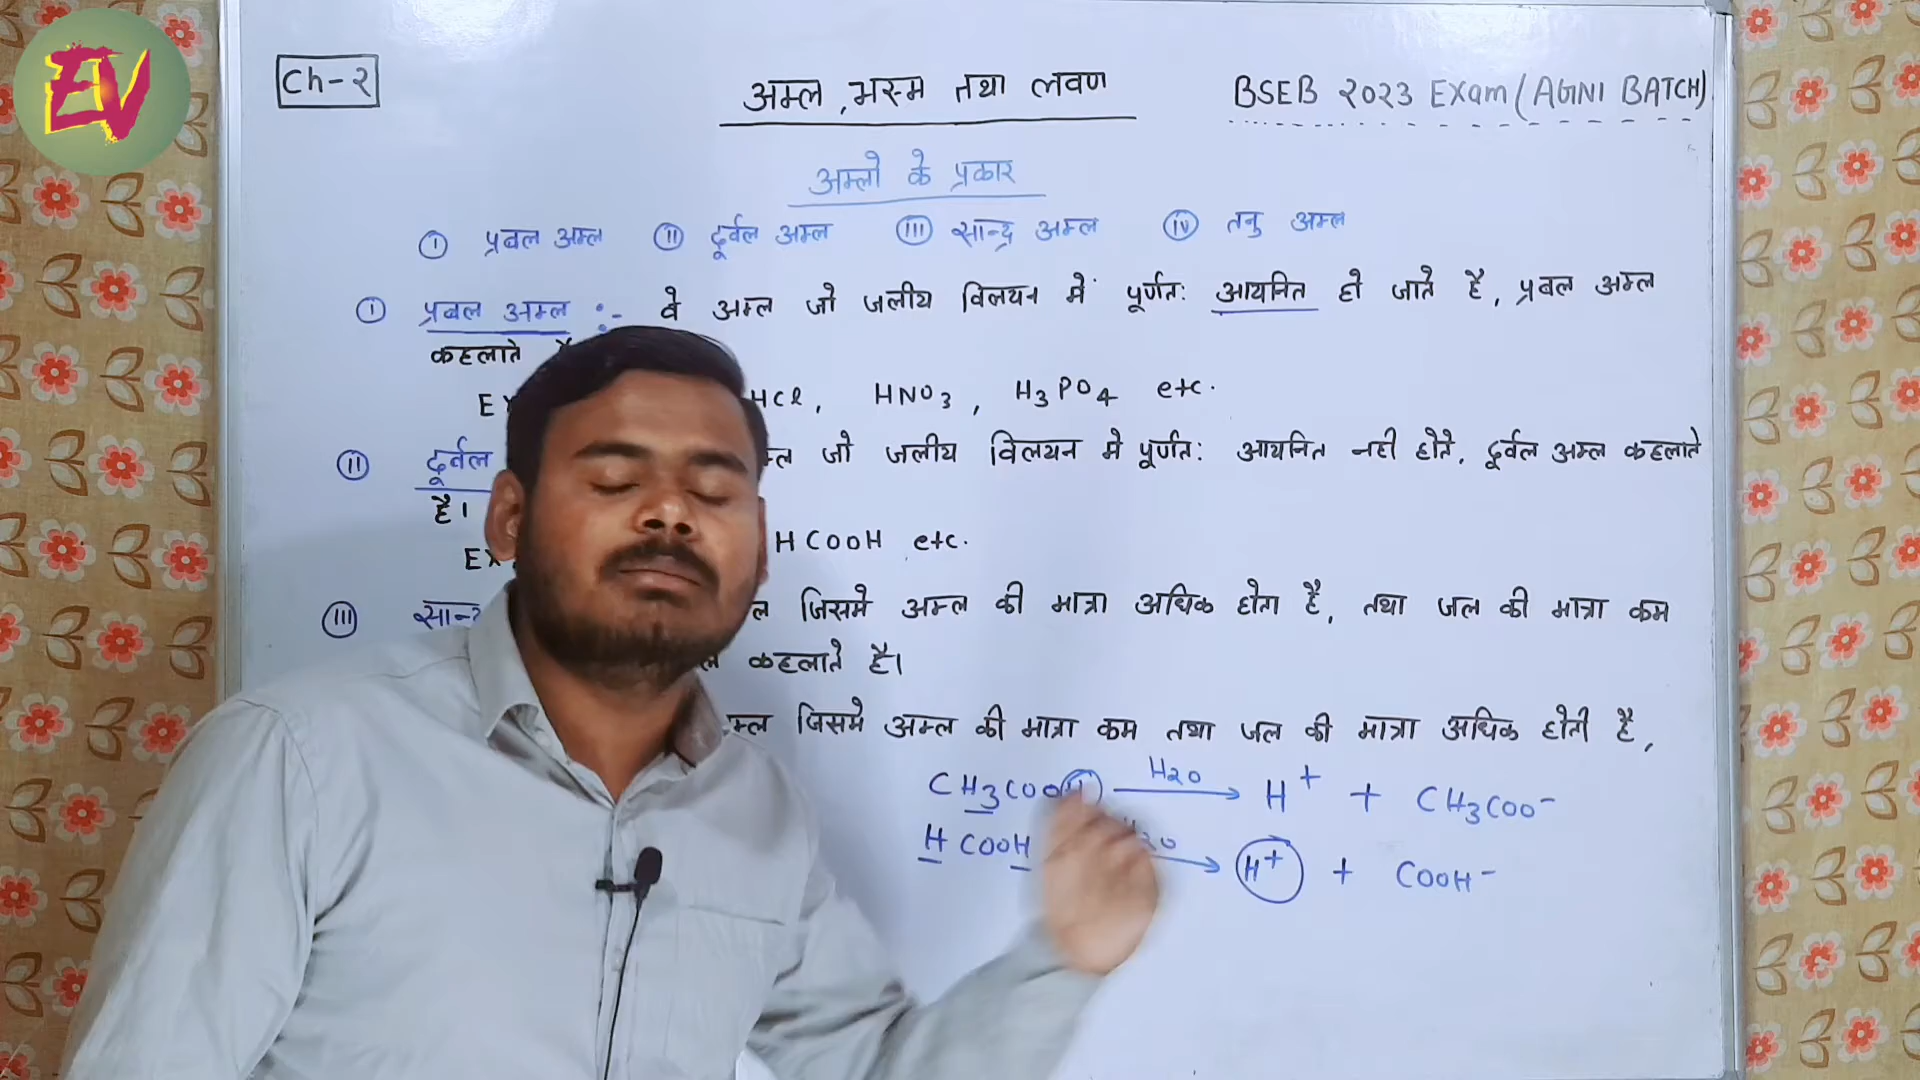 EV
Ch-२
अम्ल, भस्म तथा लवण
BSEB २०२३ Exam (AGNI BATCH)
अम्लो के प्रकार
(I) प्रबल अम्ल (II) दूर्वल अम्ल (III) सान्द्र अम्ल (IV) तनु अम्ल
(I) प्रबल अम्ल :- वे अम्ल जो जलीय विलयन में पूर्णत: आयनित हो जाते है, प्रबल अम्ल
कहलाते
HCl, HNO3, H3PO4 etc.
(II) दूर्वल जो जलीय विलयन मे पूर्णत: आयनित नही होते, दूर्वल अम्ल कहलाते
है।
HCOOH etc.
(III) जिसमे अम्ल की मात्रा अधिक होता है, तथा जल की मात्रा कम
कहलाते है।
जिसमे अम्ल की मात्रा कम तथा जल की मात्रा अधिक होती है,
CH3COOH H2O → H+ + CH3COO-
HCOOH → H+ + COOH-